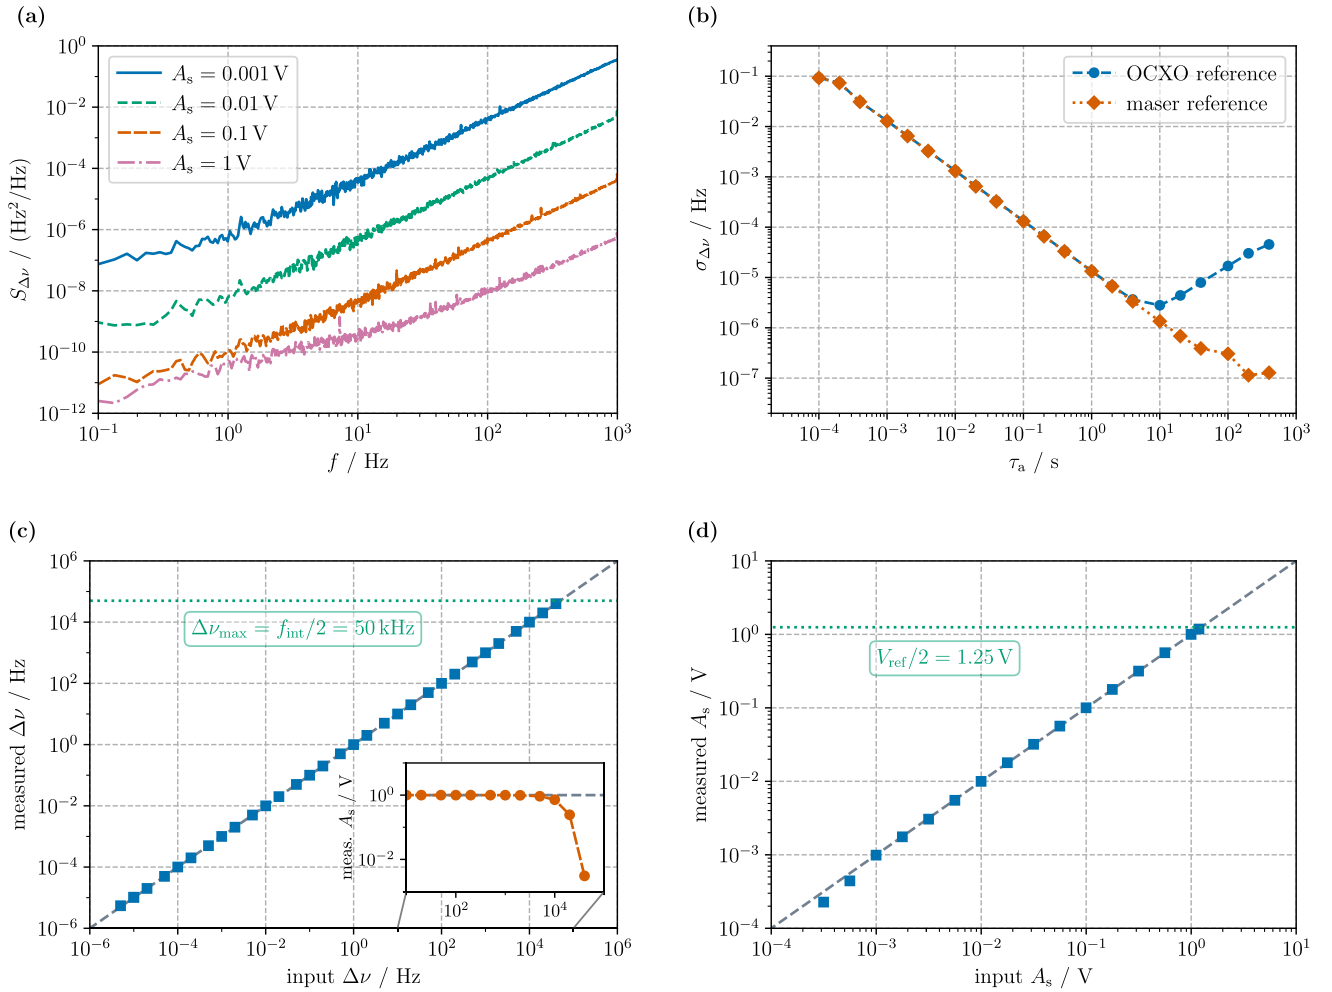 (a)
10⁰
10⁻²
10⁻⁴
10⁻⁶
10⁻⁸
10⁻¹⁰
10⁻¹²
S_Δν / (Hz²/Hz)
A_s = 0.001 V
A_s = 0.01 V
A_s = 0.1 V
A_s = 1 V
10⁻¹ 10⁰ 10¹ 10² 10³
f / Hz
(b)
10⁻¹
10⁻²
10⁻³
10⁻⁴
10⁻⁵
10⁻⁶
10⁻⁷
σ_Δν / Hz
OCXO reference
maser reference
10⁻⁴ 10⁻³ 10⁻² 10⁻¹ 10⁰ 10¹ 10² 10³
τ_a / s
(c)
10⁶
10⁴
10²
10⁰
10⁻²
10⁻⁴
10⁻⁶
measured Δν / Hz
Δν_max = f_int/2 = 50 kHz
10⁰
10⁻²
meas. A_s / V
10² 10⁴
10⁻⁶ 10⁻⁴ 10⁻² 10⁰ 10² 10⁴ 10⁶
input Δν / Hz
(d)
10¹
10⁰
10⁻¹
10⁻²
10⁻³
10⁻⁴
measured A_s / V
V_ref/2 = 1.25 V
10⁻⁴ 10⁻³ 10⁻² 10⁻¹ 10⁰ 10¹
input A_s / V